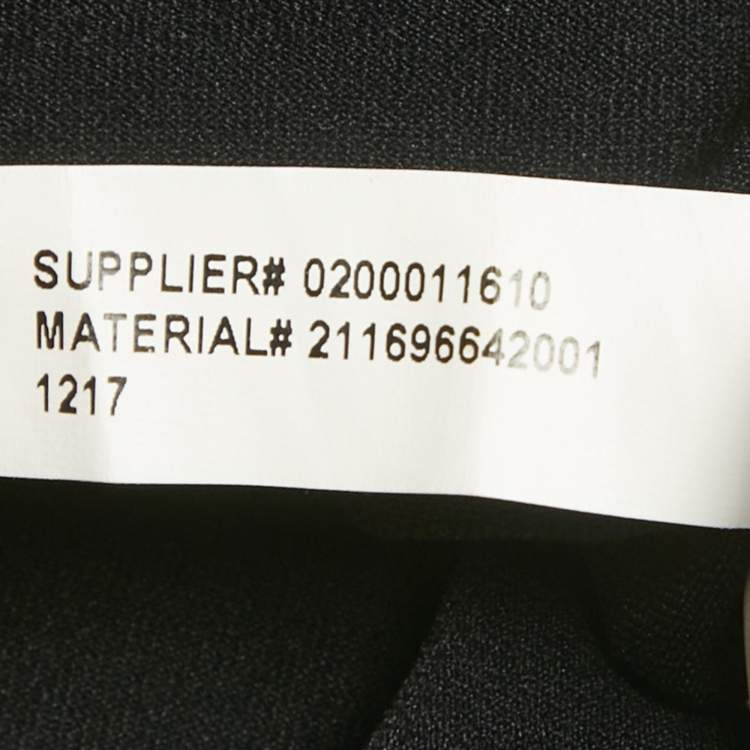 SUPPLIER# 0200011610
MATERIAL# 211696642001
1217